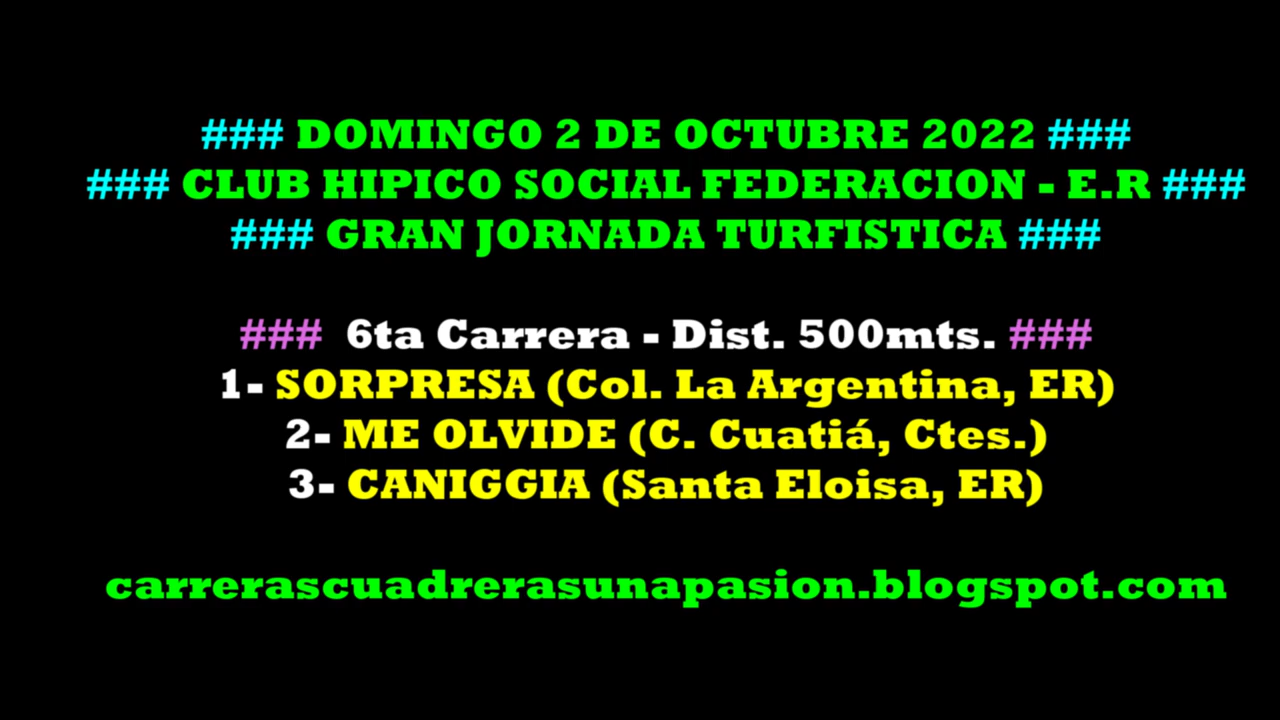 ### DOMINGO 2 DE OCTUBRE 2022 ###
### CLUB HIPICO SOCIAL FEDERACION - E.R ###
### GRAN JORNADA TURFISTICA ###
### 6ta Carrera - Dist. 500mts. ###
1- SORPRESA (Col. La Argentina, ER)
2- ME OLVIDE (C. Cuatiá, Ctes.)
3- CANIGGIA (Santa Eloisa, ER)
carrerascuadrerasunapasion.blogspot.com